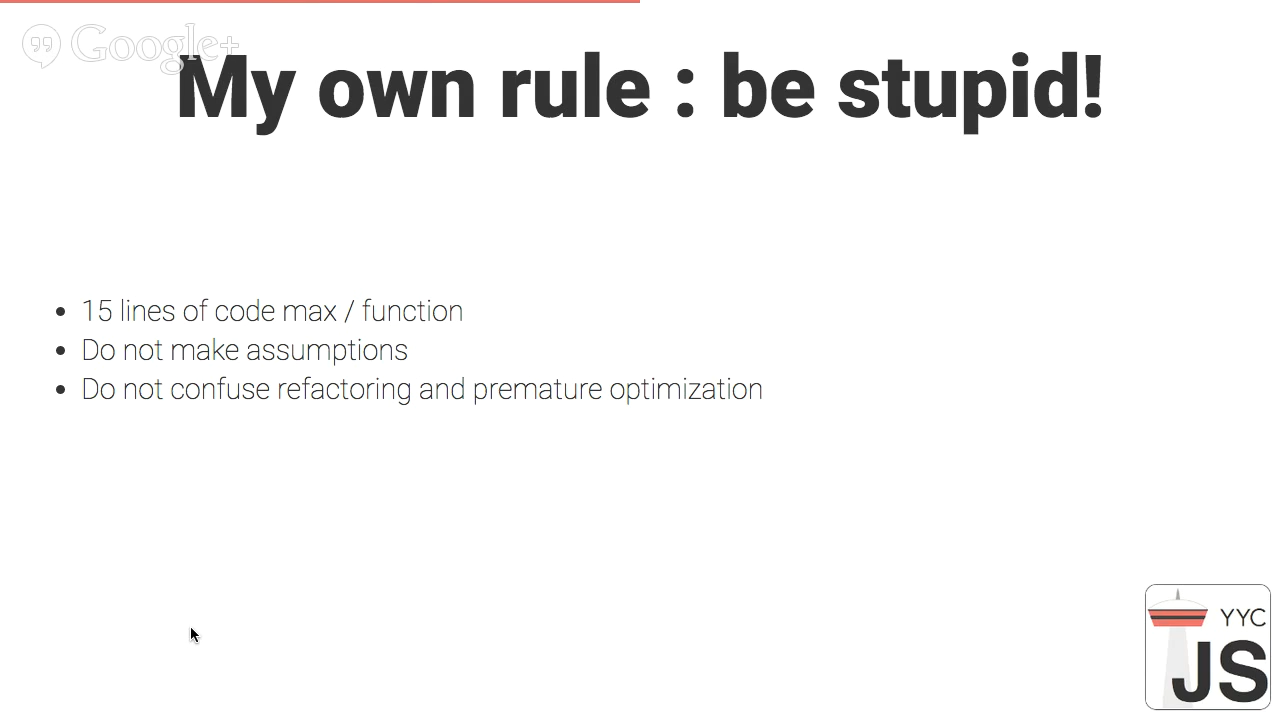 Google+
My own rule : be stupid!
15 lines of code max / function
Do not make assumptions
Do not confuse refactoring and premature optimization
YYC
JS